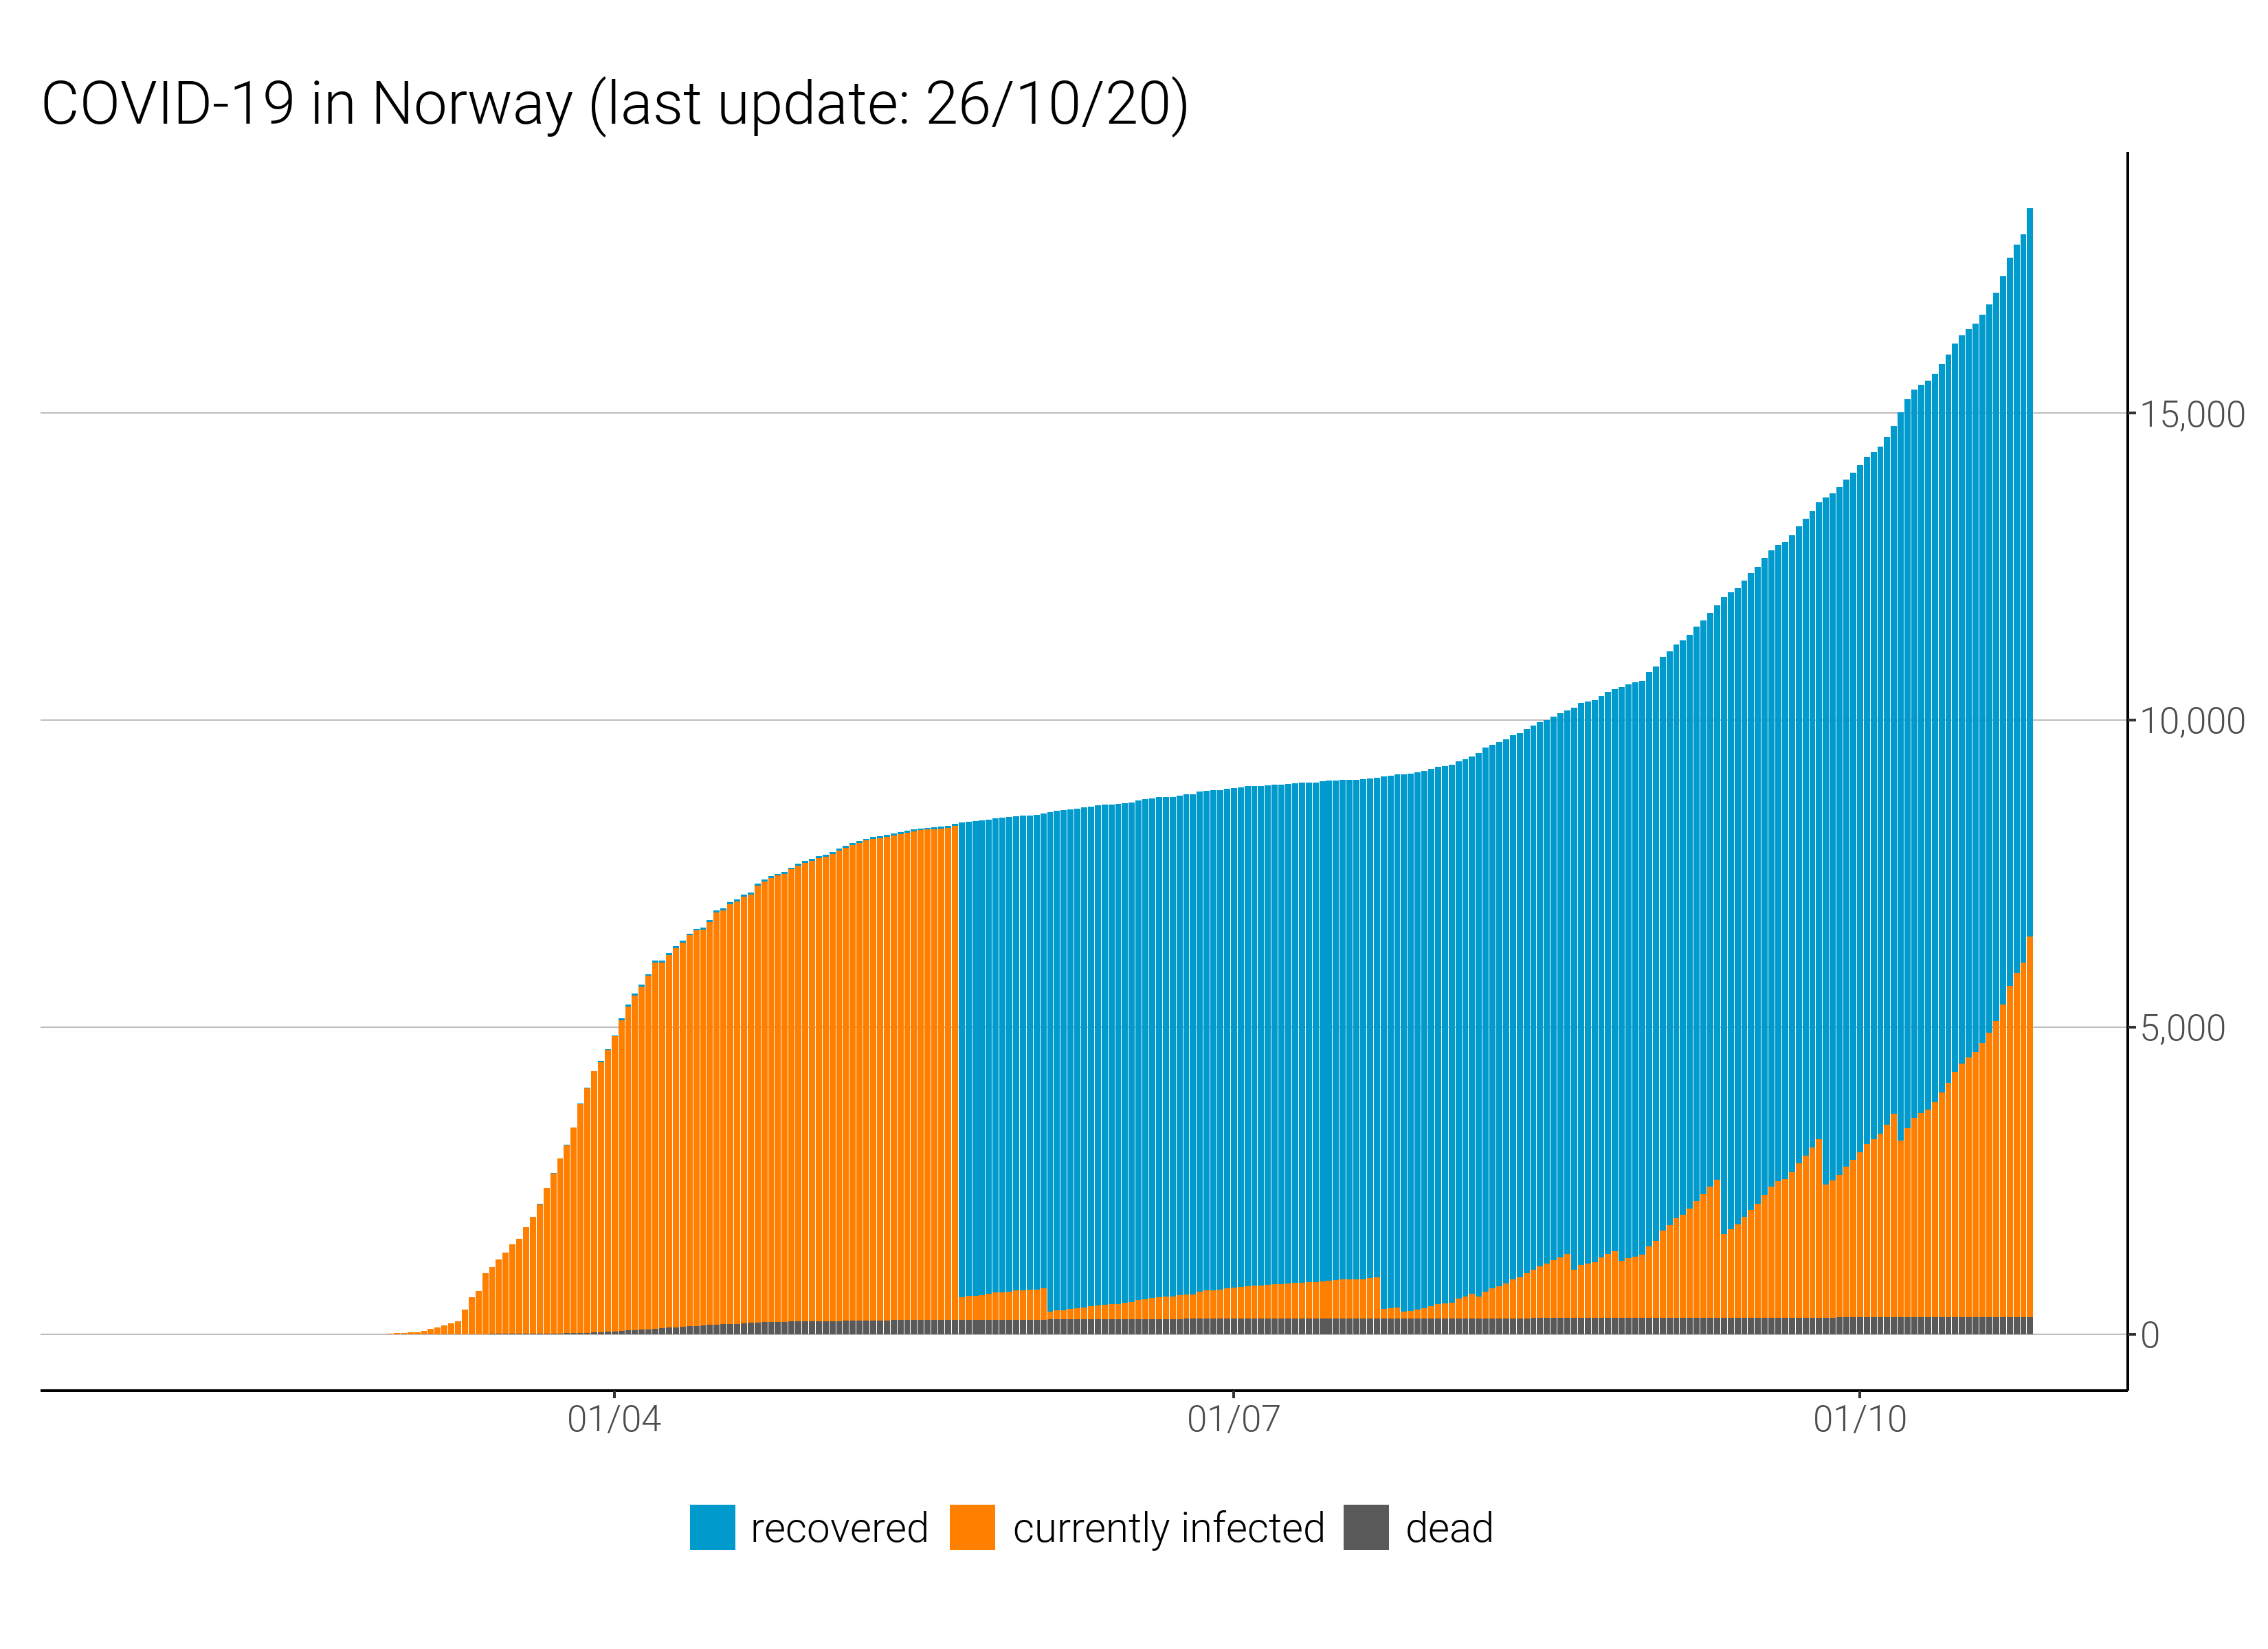 COVID-19 in Norway (last update: 26/10/20)
15,000
10,000
5,000
0
01/04 01/07 01/10
recovered currently infected dead